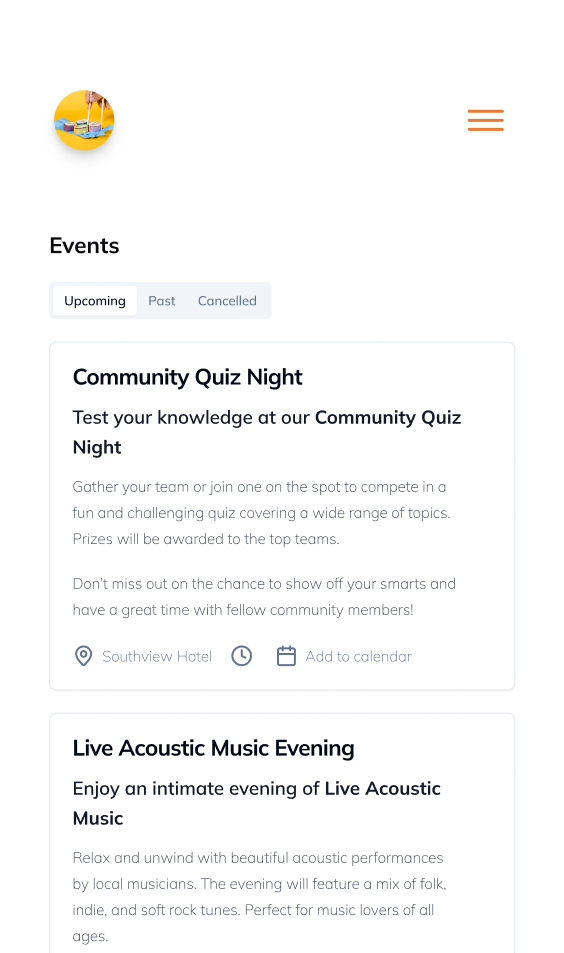 Events
Upcoming Past Cancelled
Community Quiz Night
Test your knowledge at our Community Quiz
Night
Gather your team or join one on the spot to compete in a
fun and challenging quiz covering a wide range of topics.
Prizes will be awarded to the top teams.
Don't miss out on the chance to show off your smarts and
have a great time with fellow community members!
Southview Hotel Add to calendar
Live Acoustic Music Evening
Enjoy an intimate evening of Live Acoustic
Music
Relax and unwind with beautiful acoustic performances
by local musicians. The evening will feature a mix of folk,
indie, and soft rock tunes. Perfect for music lovers of all
ages.